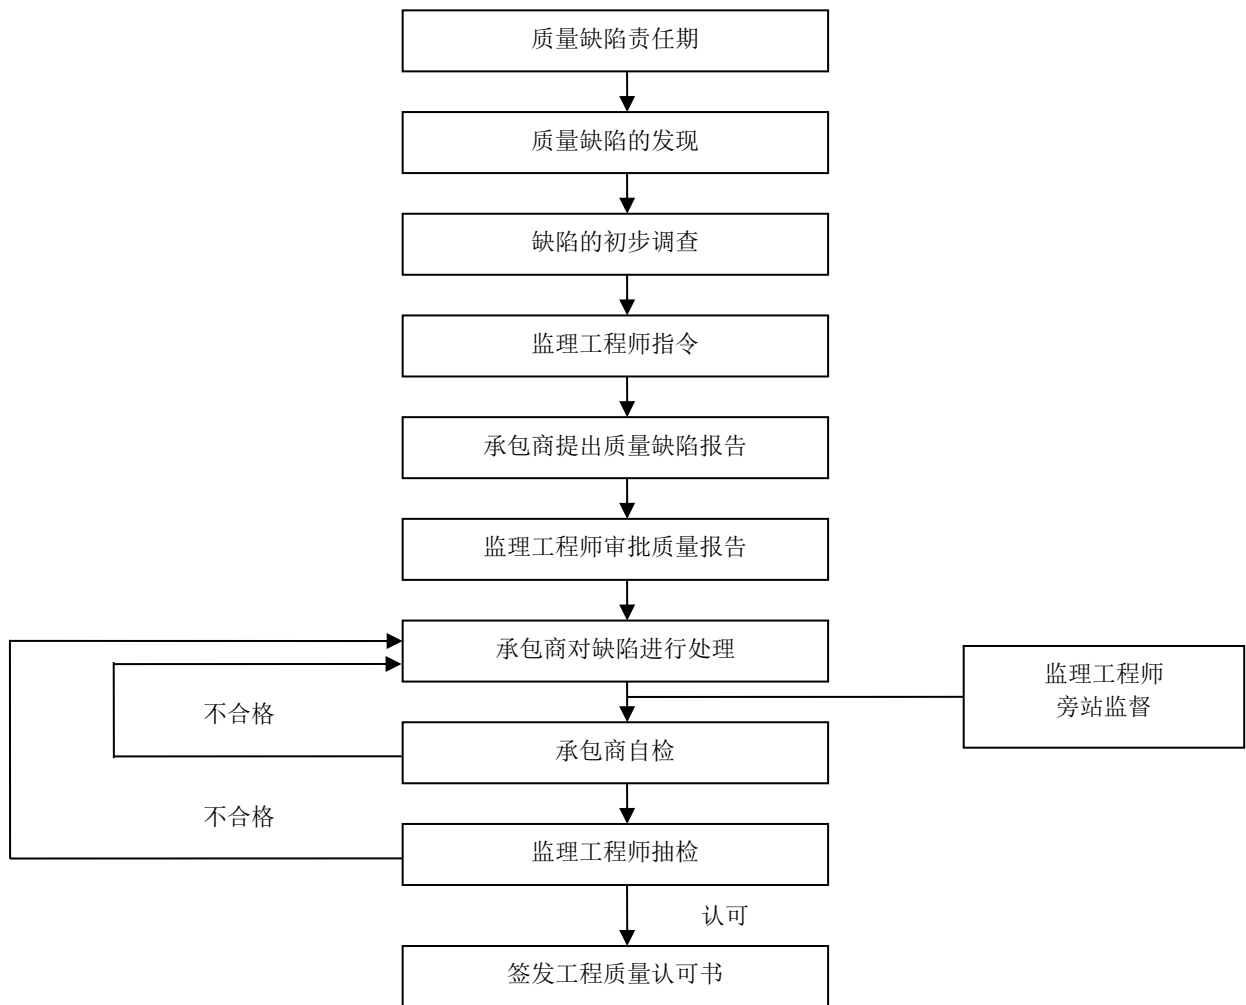 质量缺陷责任期
质量缺陷的发现
缺陷的初步调查
监理工程师指令
承包商提出质量缺陷报告
监理工程师审批质量报告
承包商对缺陷进行处理
监理工程师
旁站监督
不合格
承包商自检
不合格
监理工程师抽检
认可
签发工程质量认可书